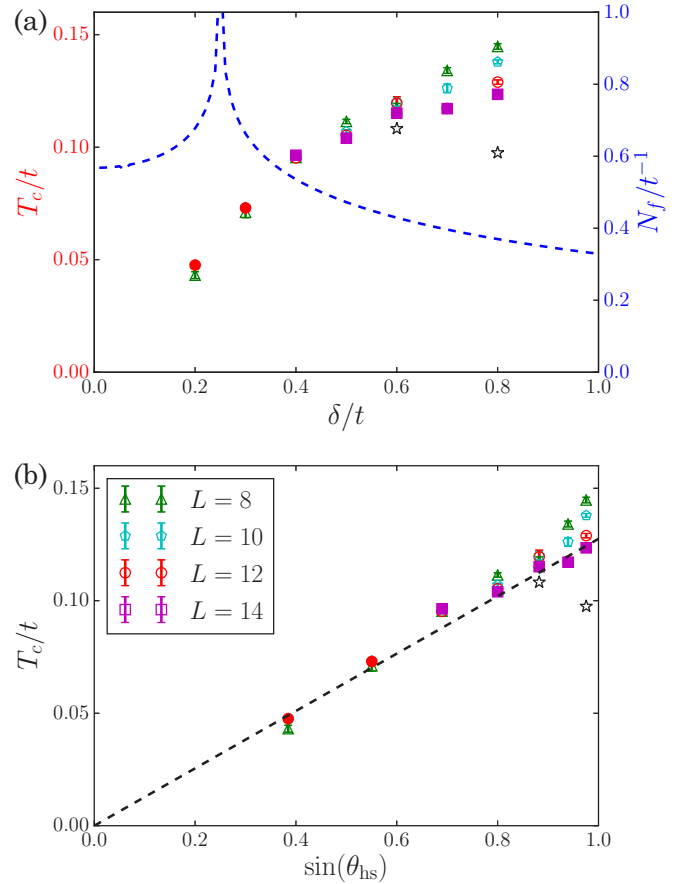 (a)
0.15
0.10
0.05
0.00
T_c/t
1.0
0.8
0.6
0.4
0.2
0.0
N_f/t^{-1}
0.0 0.2 0.4 0.6 0.8 1.0
δ/t
(b)
0.15
0.10
0.05
0.00
T_c/t
L = 8
L = 10
L = 12
L = 14
0.0 0.2 0.4 0.6 0.8 1.0
sin(θ_hs)